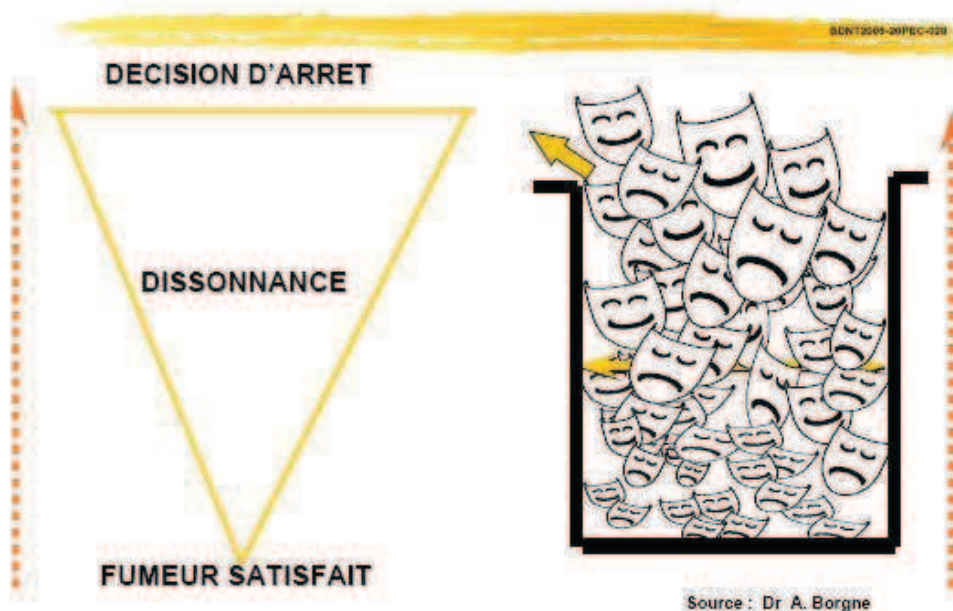 DECISION D'ARRET
DISSONNANCE
FUMEUR SATISFAIT
Source : Dr A. Borgne